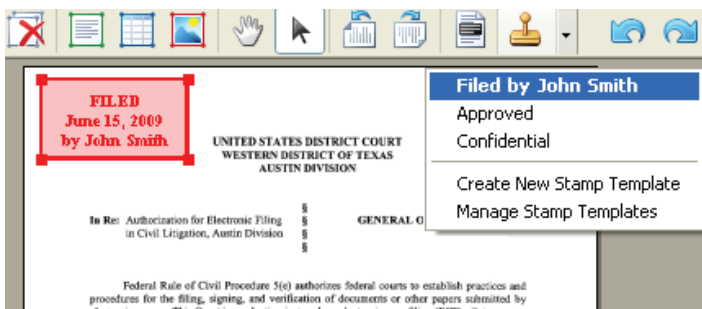 Filed by John Smith
Approved
Confidential
Create New Stamp Template
Manage Stamp Templates
FILED
June 15, 2009
by John Smith
UNITED STATES DISTRICT COURT
WESTERN DISTRICT OF TEXAS
AUSTIN DIVISION
In Re: Authorization for Electronic Filing
in Civil Litigation, Austin Division
GENERAL O
Federal Rule of Civil Procedure 5(e) authorizes federal courts to establish practices and
procedures for the filing, signing, and verification of documents or other papers submitted by